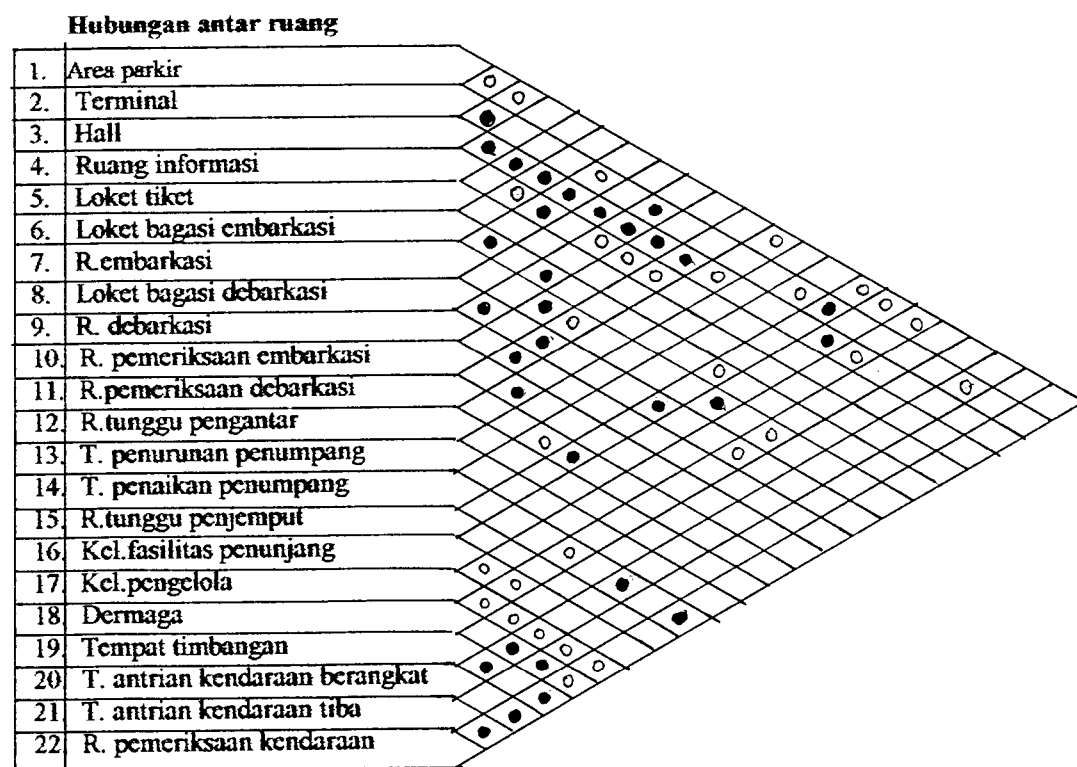 Hubungan antar ruang
1. Area parkir
2. Terminal
3. Hall
4. Ruang informasi
5. Loket tiket
6. Loket bagasi embarkasi
7. R.embarkasi
8. Loket bagasi debarkasi
9. R. debarkasi
10. R. pemeriksaan embarkasi
11. R.pemeriksaan debarkasi
12. R.tunggu pengantar
13. T. penurunan penumpang
14. T. penaikan penumpang
15. R.tunggu penjemput
16. Kel.fasilitas penunjang
17. Kel.pengelola
18 Dermaga
19. Tempat timbangan
20 T. antrian kendaraan berangkat
21 T. antrian kendaraan tiba
22 R. pemeriksaan kendaraan